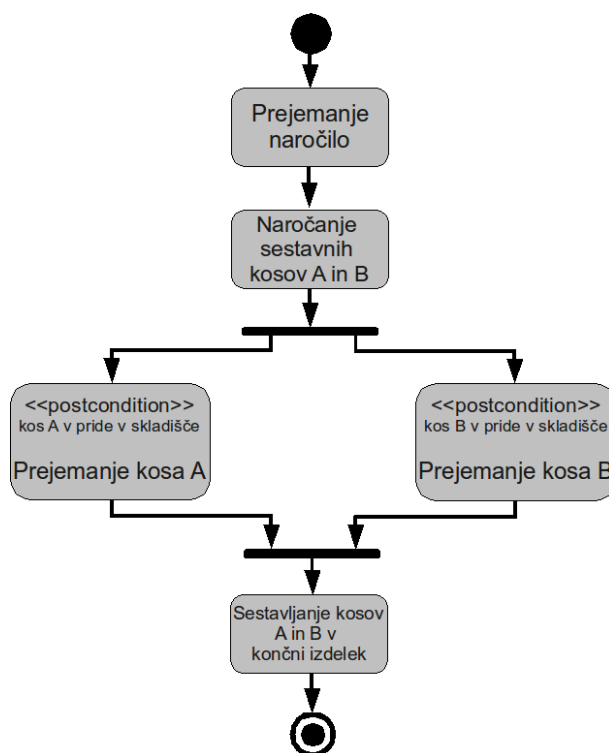 Prejemanje
naročilo
Naročanje
sestavnih
kosov A in B
<<postcondition>>
kos A v pride v skladišče
Prejemanje kosa A
<<postcondition>>
kos B v pride v skladišče
Prejemanje kosa B
Sestavljanje kosov
A in B v
končni izdelek